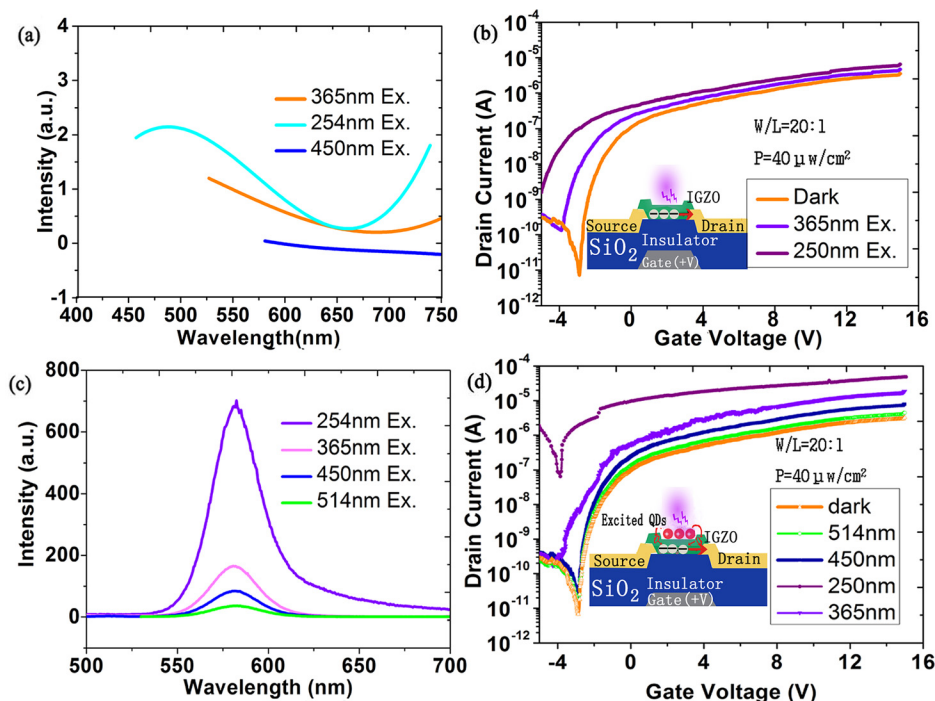 (a)
Intensity (a.u.)
4
3
2
1
0
-1
365nm Ex.
254nm Ex.
450nm Ex.
400 450 500 550 600 650 700 750
Wavelength(nm)
(b)
Drain Current (A)
10⁻⁴
10⁻⁵
10⁻⁶
10⁻⁷
10⁻⁸
10⁻⁹
10⁻¹⁰
10⁻¹¹
10⁻¹²
W/L=20:1
P=40μw/cm²
Dark
365nm Ex.
250nm Ex.
IGZO
Source
Drain
SiO₂ Insulator
Gate(+V)
-4 0 4 8 12 16
Gate Voltage (V)
(c)
Intensity (a.u.)
800
600
400
200
0
254nm Ex.
365nm Ex.
450nm Ex.
514nm Ex.
500 550 600 650 700
Wavelength (nm)
(d)
Drain Current (A)
10⁻⁴
10⁻⁵
10⁻⁶
10⁻⁷
10⁻⁸
10⁻⁹
10⁻¹⁰
10⁻¹¹
10⁻¹²
W/L=20:1
P=40μw/cm²
dark
514nm
450nm
250nm
365nm
Excited QDs
IGZO
Source
Drain
SiO₂ Insulator
Gate(+V)
-4 0 4 8 12 16
Gate Voltage (V)